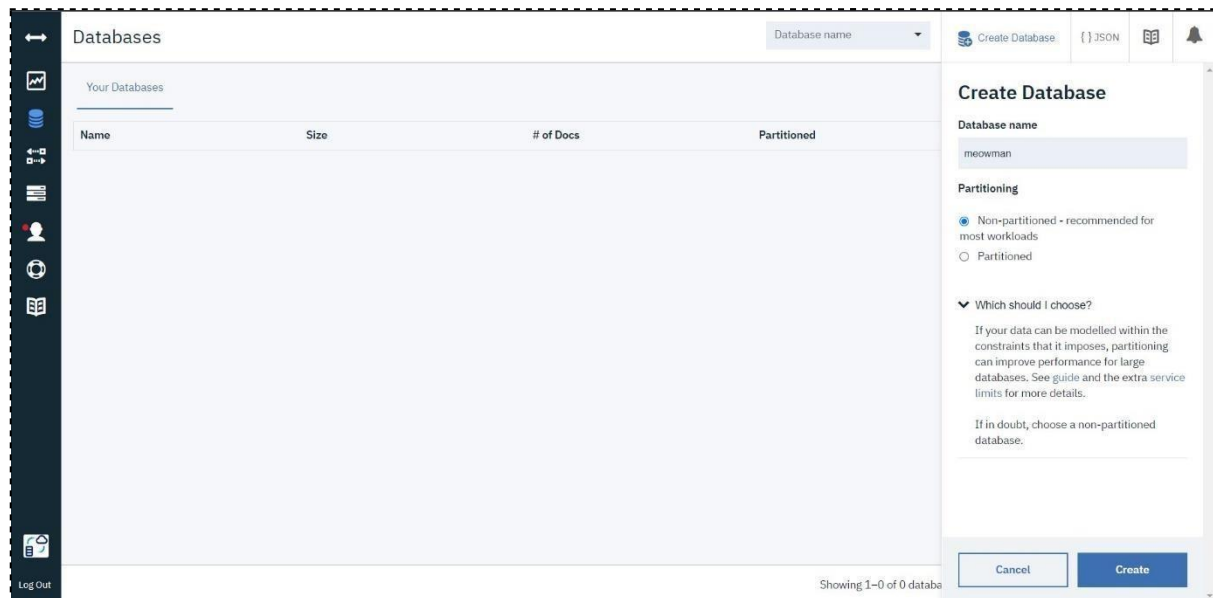 Databases
Database name
Create Database
{ } JSON
Your Databases
Name Size # of Docs Partitioned
Create Database
Database name
meowman
Partitioning
Non-partitioned - recommended for
most workloads
Partitioned
Which should I choose?
If your data can be modelled within the
constraints that it imposes, partitioning
can improve performance for large
databases. See guide and the extra service
limits for more details.
If in doubt, choose a non-partitioned
database.
Cancel
Create
Log Out
Showing 1–0 of 0 databa